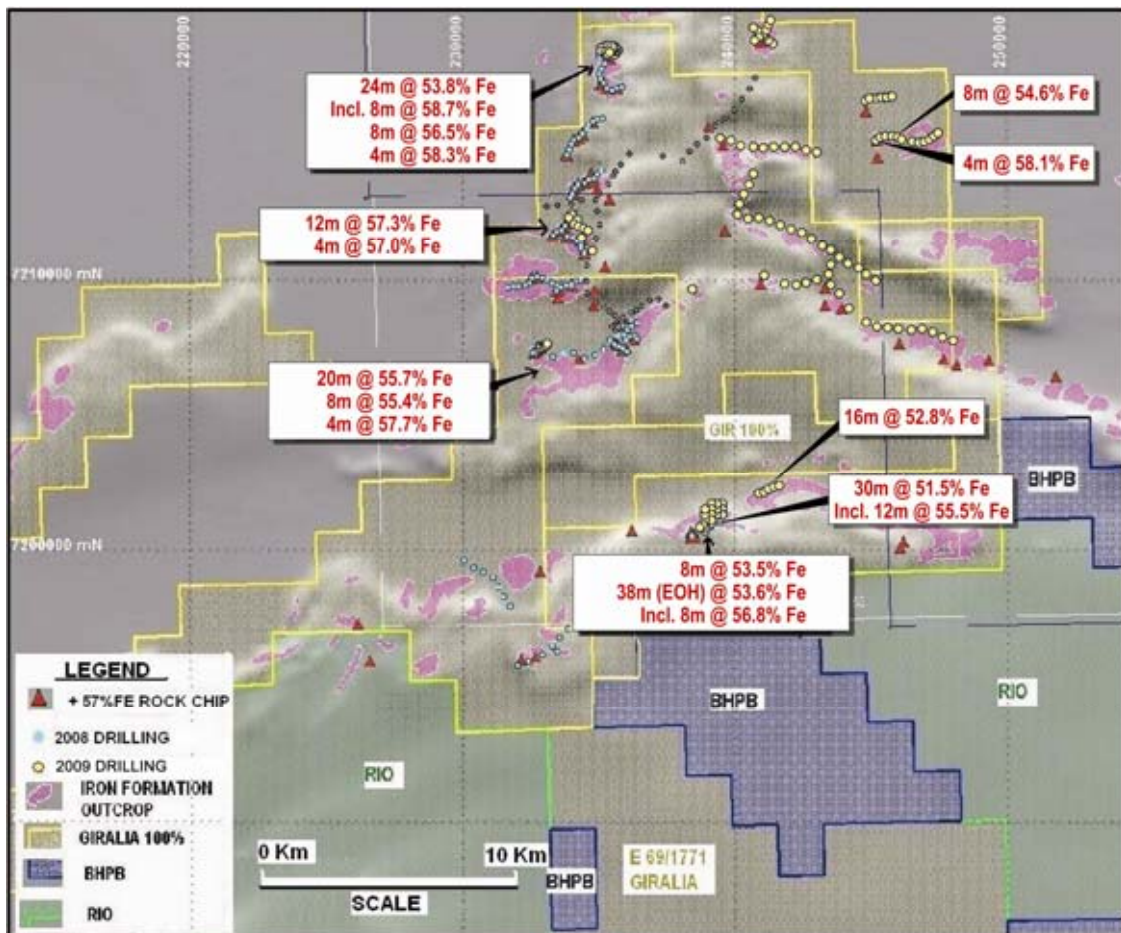 220000
230000
240000
250000
24m @ 53.8% Fe
Incl. 8m @ 58.7% Fe
8m @ 56.5% Fe
4m @ 58.3% Fe
8m @ 54.6% Fe
4m @ 58.1% Fe
12m @ 57.3% Fe
4m @ 57.0% Fe
7210000 mN
20m @ 55.7% Fe
8m @ 55.4% Fe
4m @ 57.7% Fe
GIR 100%
16m @ 52.8% Fe
BHPB
30m @ 51.5% Fe
Incl. 12m @ 55.5% Fe
7200000 mN
8m @ 53.5% Fe
38m (EOH) @ 53.6% Fe
Incl. 8m @ 56.8% Fe
LEGEND
+ 57%FE ROCK CHIP
2008 DRILLING
2009 DRILLING
IRON FORMATION
OUTCROP
GIRALIA 100%
BHPB
RIO
RIO
BHPB
RIO
0 Km
10 Km
SCALE
BHPB
E 69/1771
GIRALIA